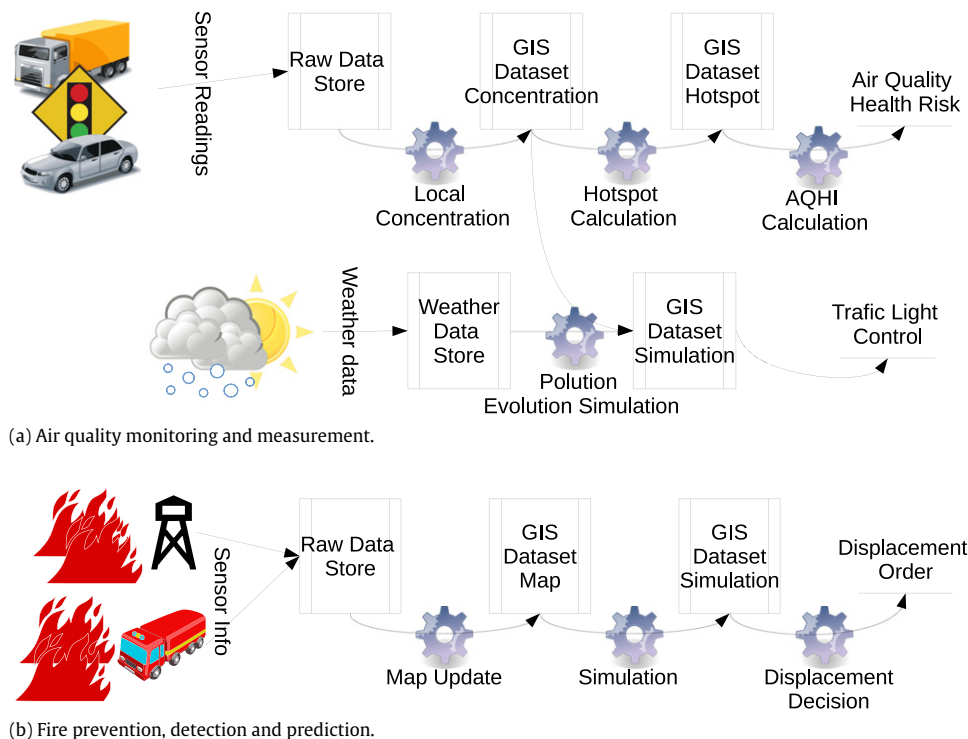 Sensor Readings
Raw Data
Store
GIS
Dataset
Concentration
GIS
Dataset
Hotspot
Air Quality
Health Risk
Local
Concentration
Hotspot
Calculation
AQHI
Calculation
Weather data
Weather
Data
Store
GIS
Dataset
Simulation
Trafic Light
Control
Polution
Evolution Simulation
(a) Air quality monitoring and measurement.
Sensor Info
Raw Data
Store
GIS
Dataset
Map
GIS
Dataset
Simulation
Displacement
Order
Map Update
Simulation
Displacement
Decision
(b) Fire prevention, detection and prediction.